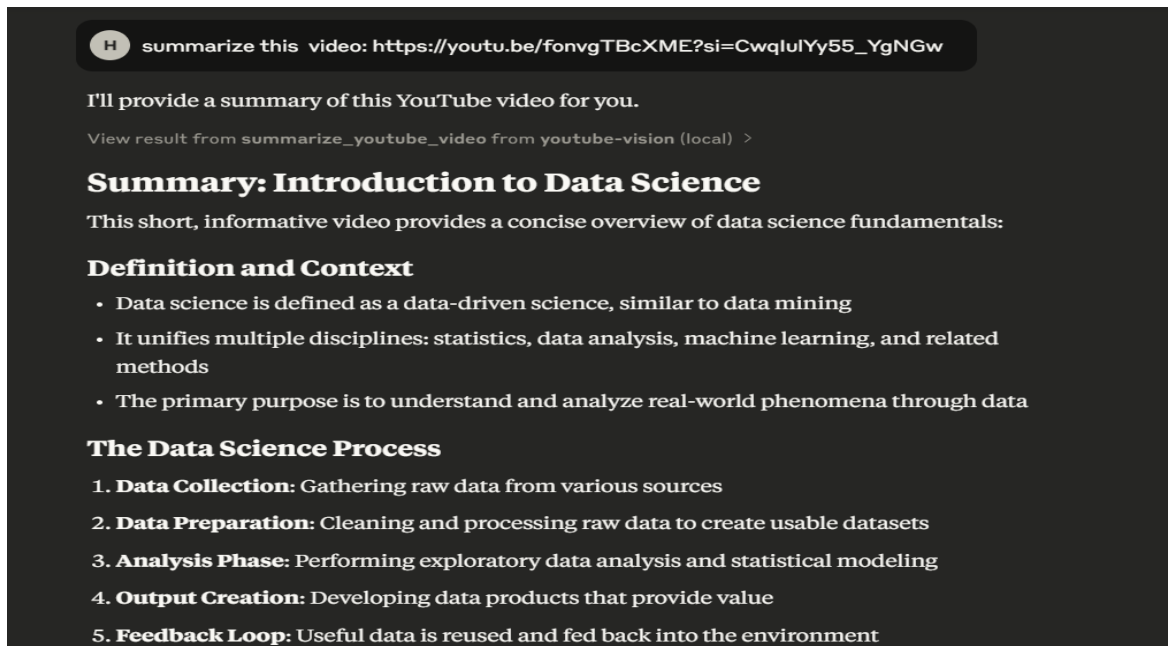 H summarize this video: https://youtu.be/fonvgTBcXME?si=CwqIulYy55_YgNGw
I'll provide a summary of this YouTube video for you.
View result from summarize_youtube_video from youtube-vision (local) >
Summary: Introduction to Data Science
This short, informative video provides a concise overview of data science fundamentals:
Definition and Context
• Data science is defined as a data-driven science, similar to data mining
• It unifies multiple disciplines: statistics, data analysis, machine learning, and related
methods
• The primary purpose is to understand and analyze real-world phenomena through data
The Data Science Process
1. Data Collection: Gathering raw data from various sources
2. Data Preparation: Cleaning and processing raw data to create usable datasets
3. Analysis Phase: Performing exploratory data analysis and statistical modeling
4. Output Creation: Developing data products that provide value
5. Feedback Loop: Useful data is reused and fed back into the environment